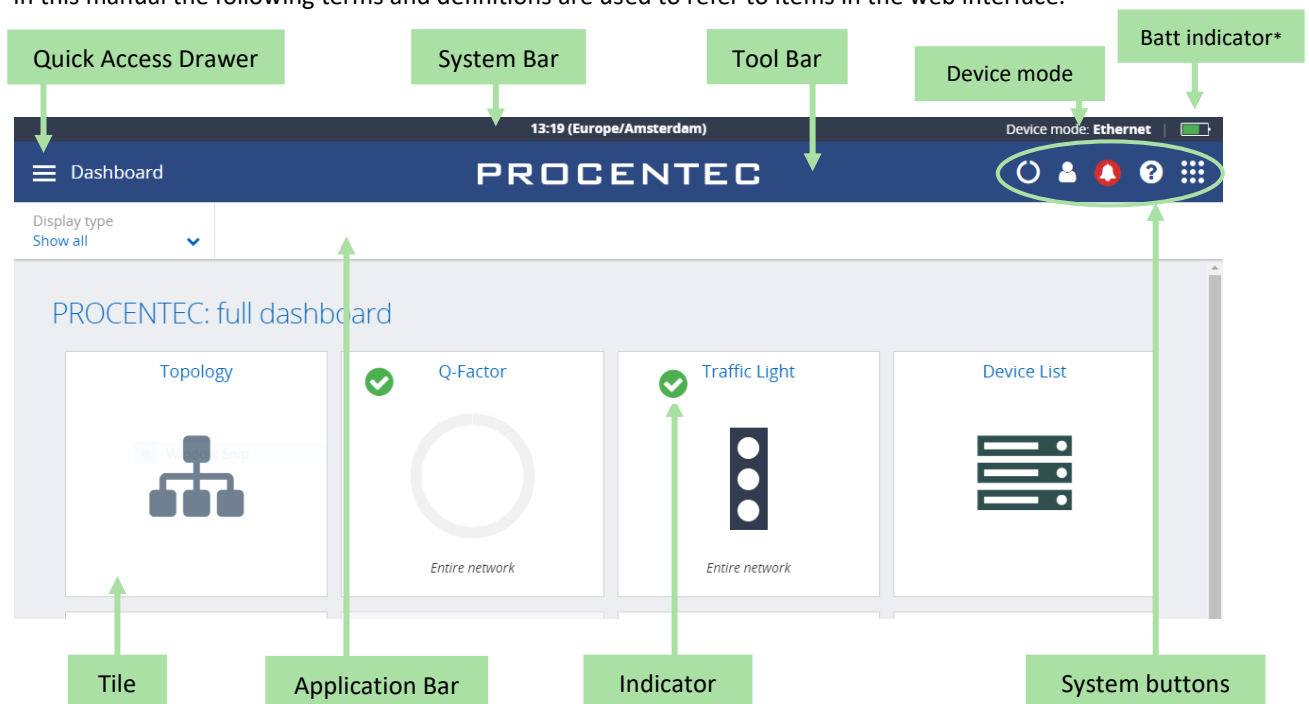 In this manual the following terms and definitions are used to refer to items in the web interface.
Batt indicator*
Quick Access Drawer
System Bar
Tool Bar
Device mode
13:19 (Europe/Amsterdam)
Device mode: Ethernet |
Dashboard
PROCENTEC
Display type
Show all
PROCENTEC: full dashboard
Topology
Q-Factor
Traffic Light
Device List
Window Snip
Entire network
Entire network
Tile
Application Bar
Indicator
System buttons